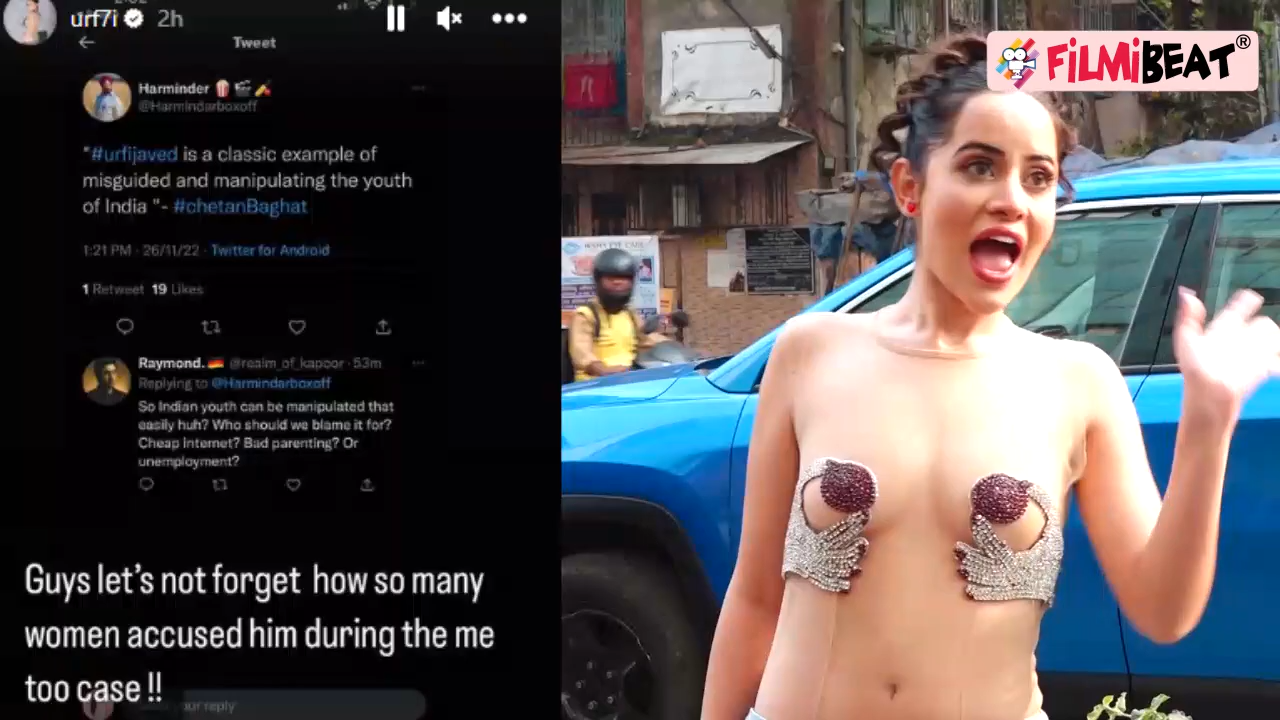 urf7i 2h
Tweet
Harminder
@Harmindarboxoff
"#urfijaved is a classic example of
misguided and manipulating the youth
of India "- #chetanBaghat
1:21 PM · 26/11/22 · Twitter for Android
1 Retweet 19 Likes
Raymond. @realm_of_kapoor · 53m
Replying to @Harmindarboxoff
So Indian youth can be manipulated that
easily huh? Who should we blame it for?
Cheap Internet? Bad parenting? Or
unemployment?
Guys let's not forget how so many
women accused him during the me
too case !!
our reply
FILMiBEAT®